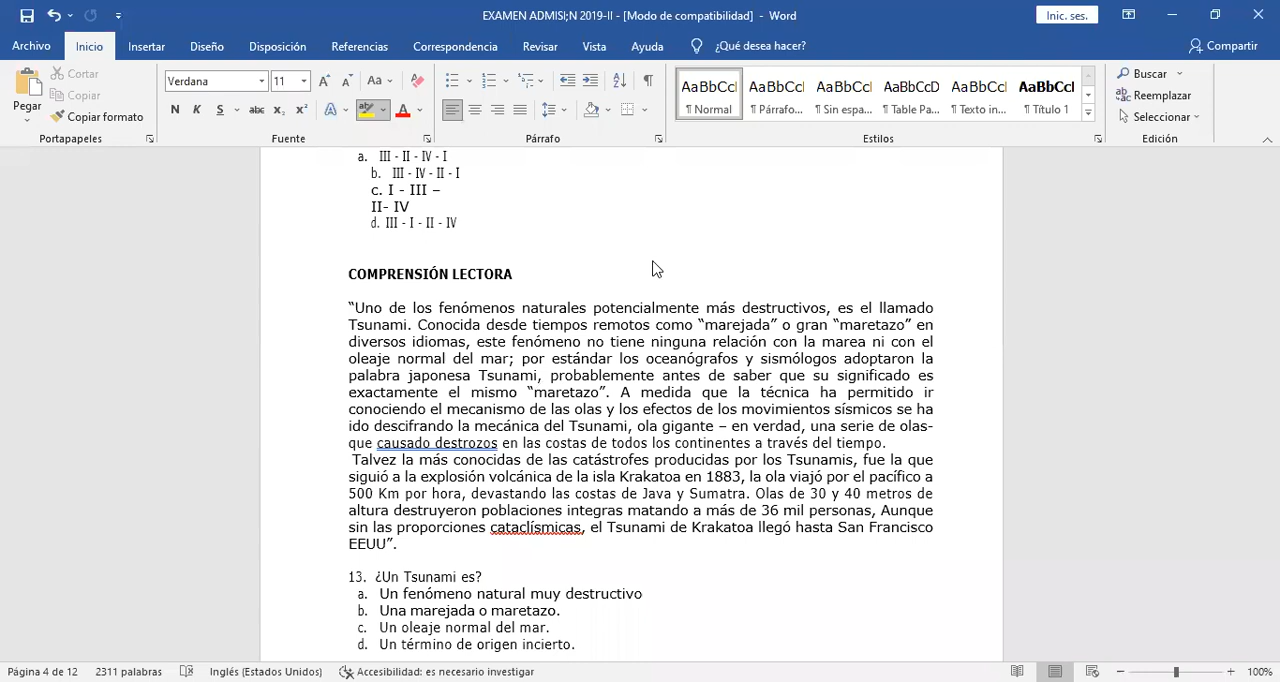 EXAMEN ADMISI;N 2019-II - [Modo de compatibilidad] - Word
Inic. ses.
Archivo Inicio Insertar Diseño Disposición Referencias Correspondencia Revisar Vista Ayuda ¿Qué desea hacer? Compartir
Pegar
Cortar
Copiar
Copiar formato
Portapapeles
Verdana 11
Fuente
Párrafo
AaBbCcI AaBbCcI AaBbCcI AaBbCcD AaBbCcI AaBbCcI
¶ Normal ¶ Párrafo... ¶ Sin espa... ¶ Table Pa... ¶ Texto in... ¶ Título 1
Estilos
Buscar
Reemplazar
Seleccionar
Edición
a. III - II - IV - I
b. III - IV - II - I
c. I - III –
II- IV
d. III - I - II - IV
COMPRENSIÓN LECTORA
“Uno de los fenómenos naturales potencialmente más destructivos, es el llamado
Tsunami. Conocida desde tiempos remotos como “marejada” o gran “maretazo” en
diversos idiomas, este fenómeno no tiene ninguna relación con la marea ni con el
oleaje normal del mar; por estándar los oceanógrafos y sismólogos adoptaron la
palabra japonesa Tsunami, probablemente antes de saber que su significado es
exactamente el mismo “maretazo”. A medida que la técnica ha permitido ir
conociendo el mecanismo de las olas y los efectos de los movimientos sísmicos se ha
ido descifrando la mecánica del Tsunami, ola gigante – en verdad, una serie de olas-
que causado destrozos en las costas de todos los continentes a través del tiempo.
Talvez la más conocidas de las catástrofes producidas por los Tsunamis, fue la que
siguió a la explosión volcánica de la isla Krakatoa en 1883, la ola viajó por el pacífico a
500 Km por hora, devastando las costas de Java y Sumatra. Olas de 30 y 40 metros de
altura destruyeron poblaciones integras matando a más de 36 mil personas, Aunque
sin las proporciones cataclísmicas, el Tsunami de Krakatoa llegó hasta San Francisco
EEUU”.
13. ¿Un Tsunami es?
a. Un fenómeno natural muy destructivo
b. Una marejada o maretazo.
c. Un oleaje normal del mar.
d. Un término de origen incierto.
Página 4 de 12 2311 palabras Inglés (Estados Unidos) Accesibilidad: es necesario investigar 100%